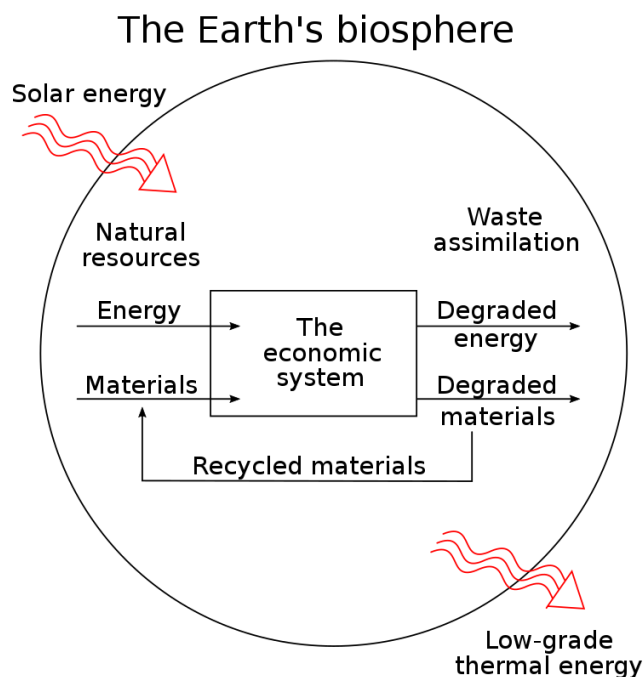 The Earth's biosphere
Solar energy
Natural
resources
Waste
assimilation
Energy
The
economic
system
Degraded
energy
Materials
Degraded
materials
Recycled materials
Low-grade
thermal energy